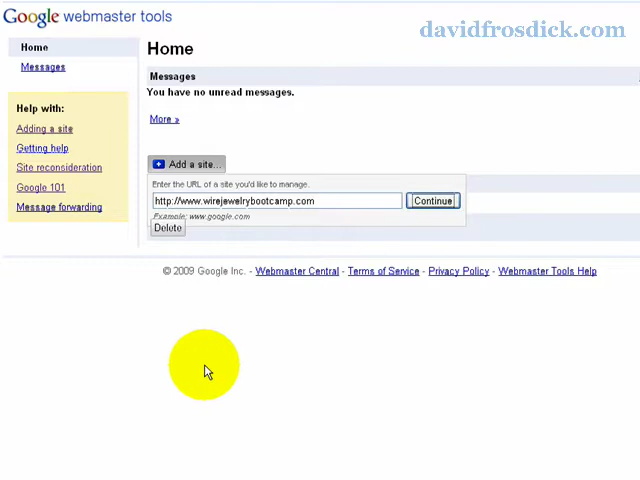 Google webmaster tools
davidfrosdick.com
Home
Messages
Help with:
Adding a site
Getting help
Site reconsideration
Google 101
Message forwarding
Home
Messages
You have no unread messages.
More »
Add a site...
Enter the URL of a site you'd like to manage.
http://www.wirejewelrybootcamp.com Continue
Example: www.google.com
Delete
© 2009 Google Inc. - Webmaster Central - Terms of Service - Privacy Policy - Webmaster Tools Help